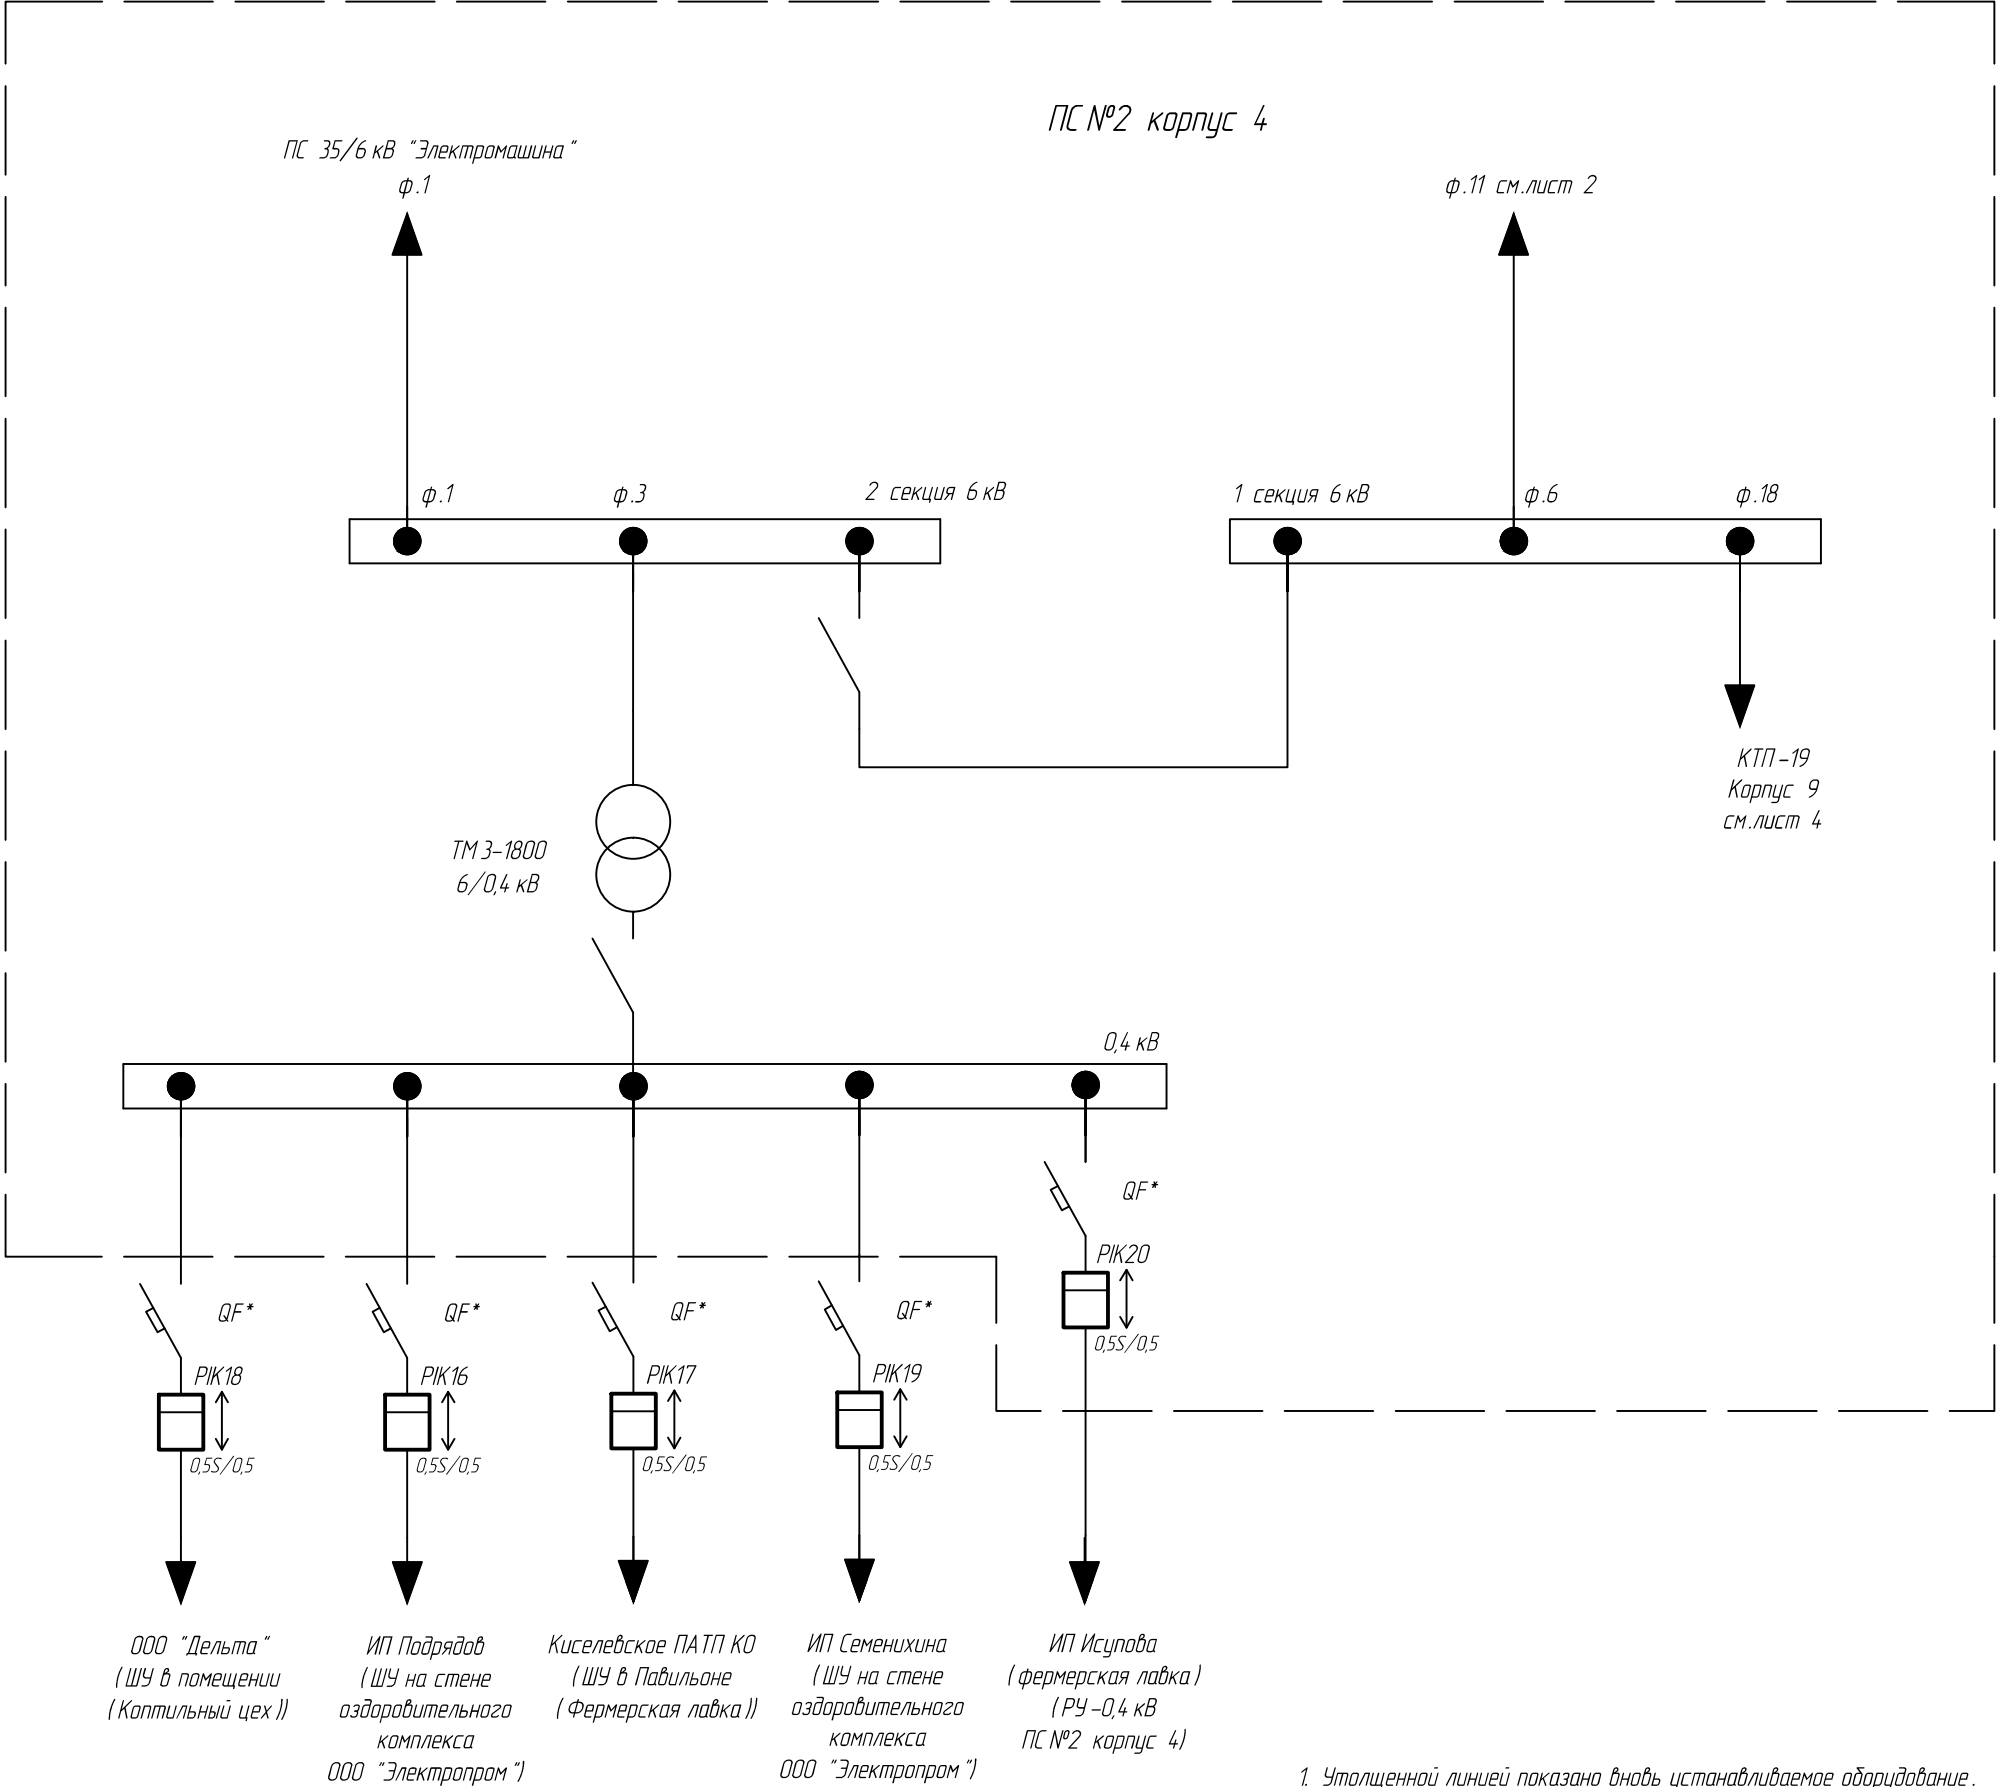 ПС №2 корпус 4
ПС 35/6 кВ "Электромашина"
ф.1
ф.11 см.лист 2
ф.1
ф.3
2 секция 6 кВ
1 секция 6 кВ
ф.6
ф.18
КТП-19
Корпус 9
см.лист 4
ТМЗ-1800
6/0,4 кВ
0,4 кВ
QF*
PIK20
0,5S/0,5
QF*
QF*
QF*
QF*
PIK18
PIK16
PIK17
PIK19
0,5S/0,5
0,5S/0,5
0,5S/0,5
0,5S/0,5
ООО "Дельта"
(ШУ в помещении
(Коптильный цех))
ИП Подрядов
(ШУ на стене
оздоровительного
комплекса
ООО "Электропром")
Киселевское ПАТП КО
(ШУ в Павильоне
(Фермерская лавка))
ИП Семенихина
(ШУ на стене
оздоровительного
комплекса
ООО "Электропром")
ИП Исупова
(фермерская лавка)
(РУ-0,4 кВ
ПС №2 корпус 4)
1. Утолщенной линией показано вновь устанавливаемое оборудование.